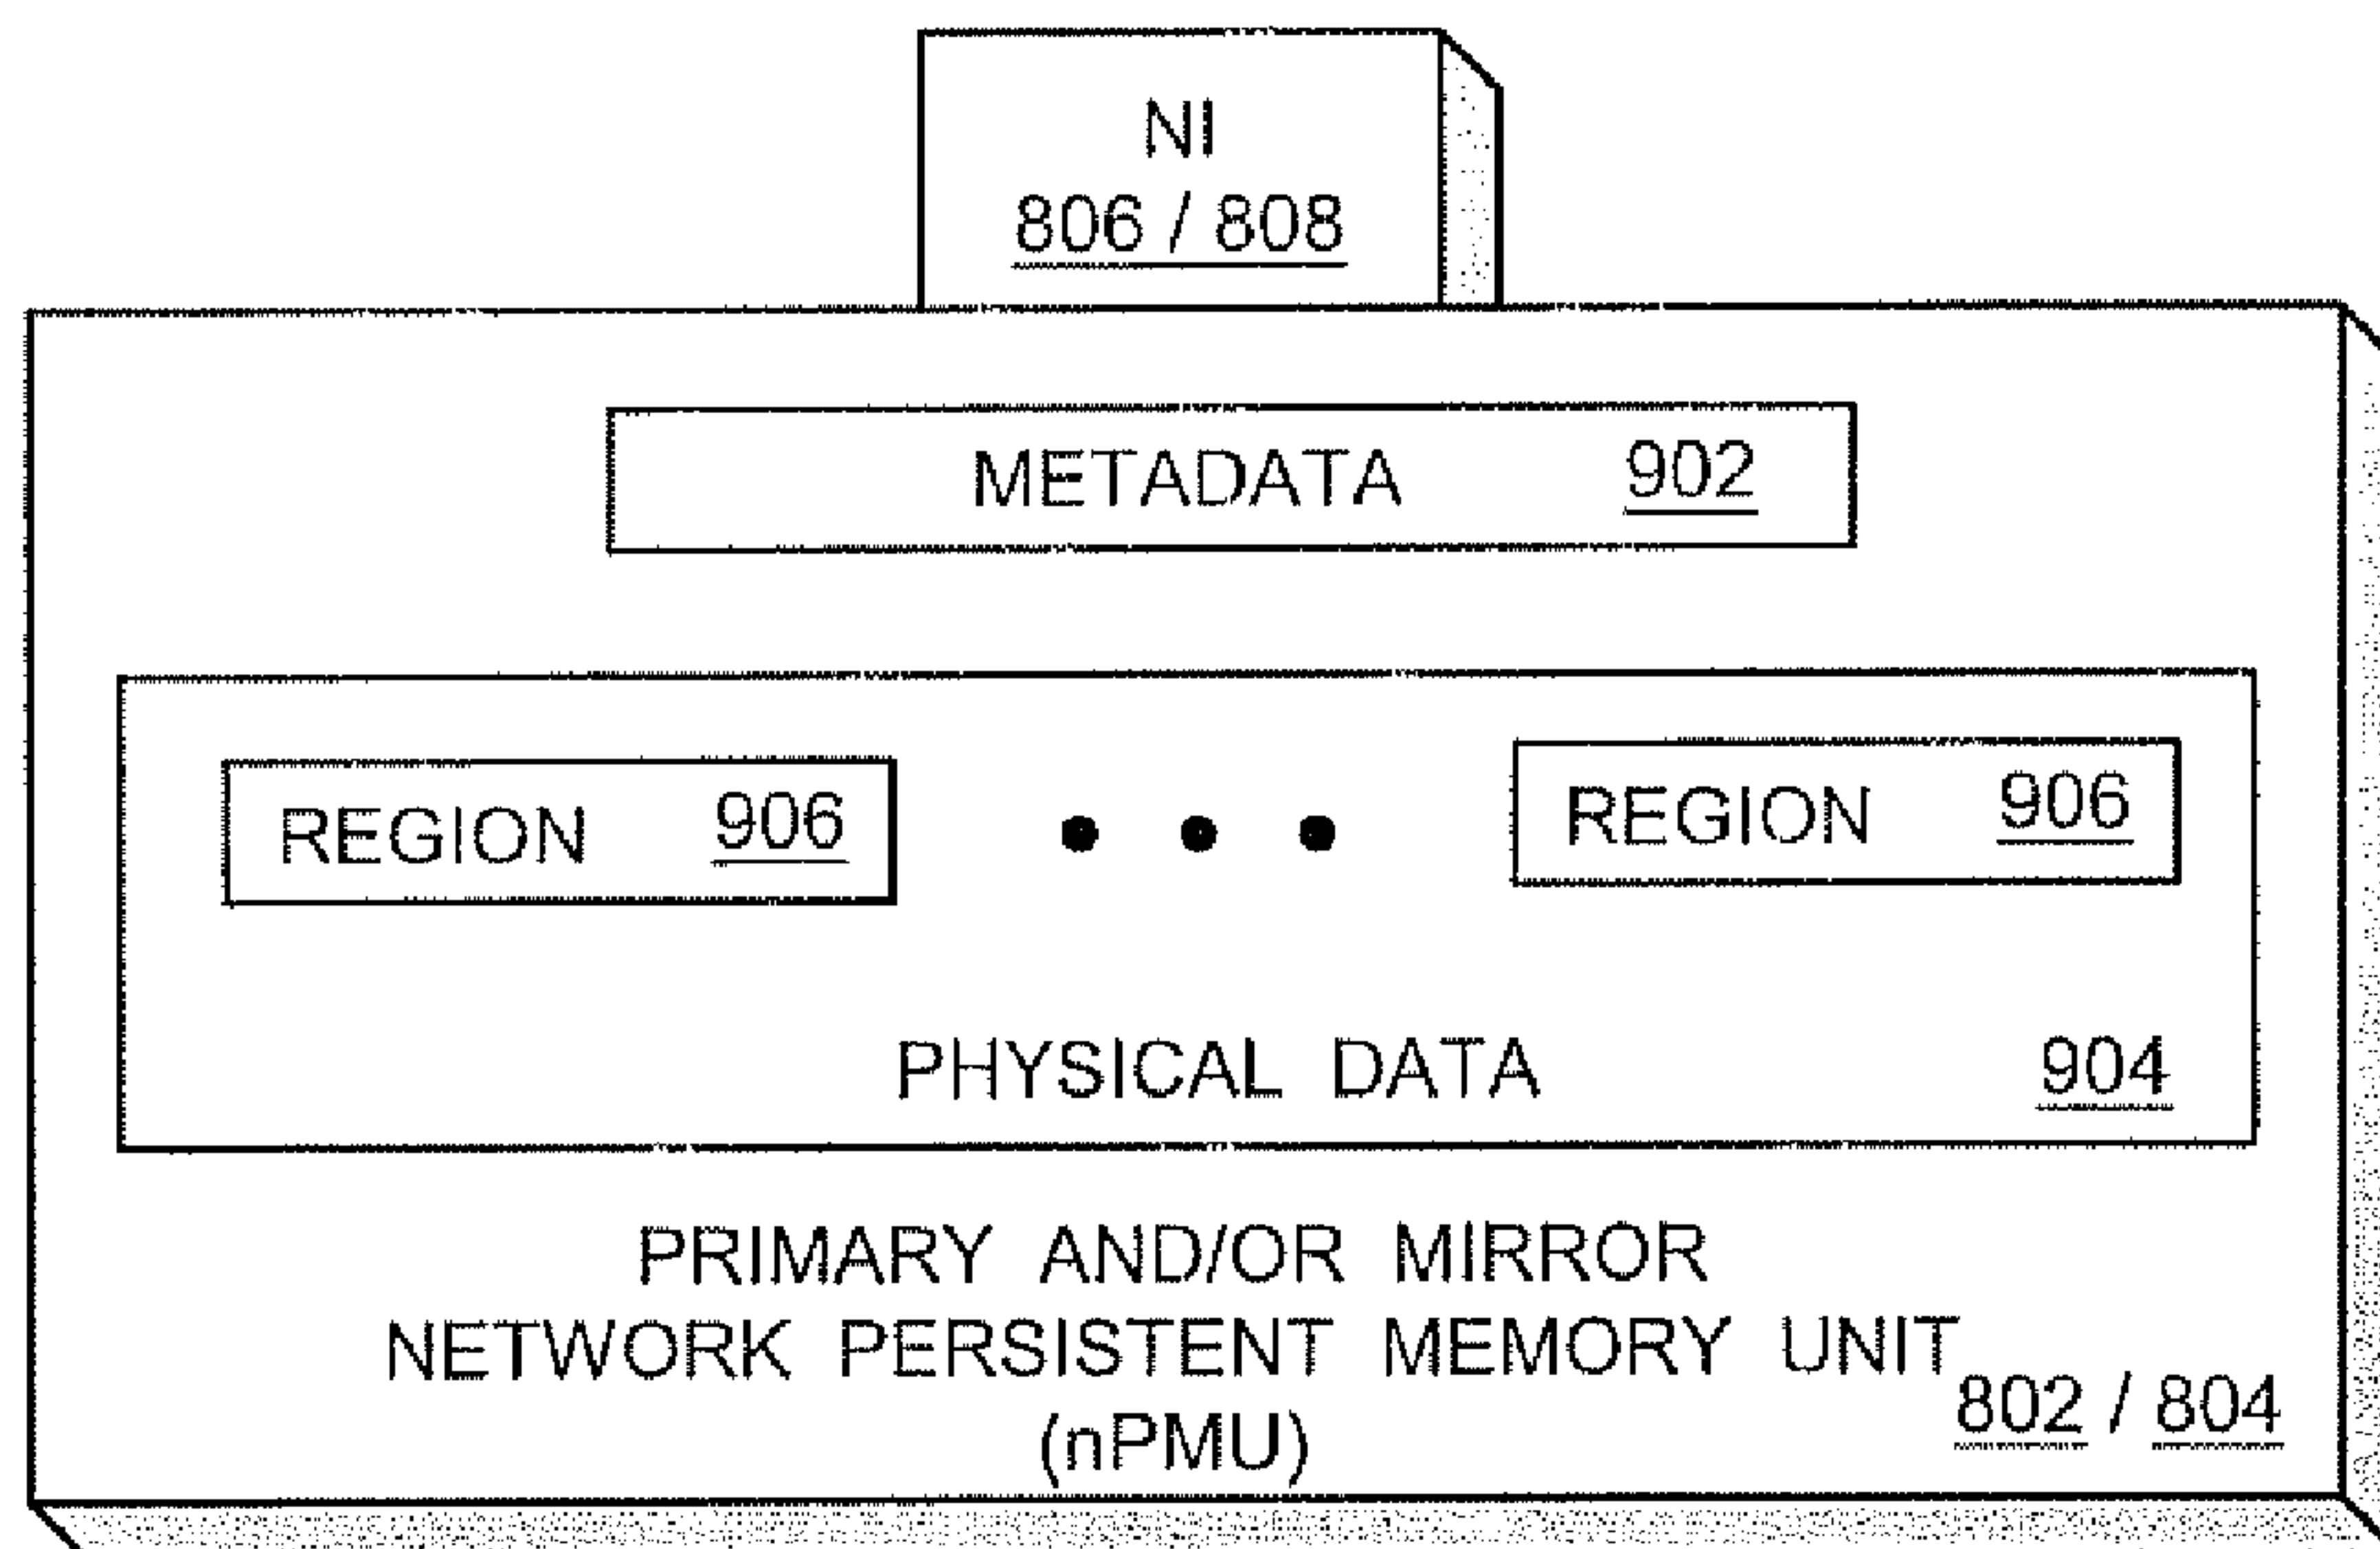 NI
806 / 808
METADATA 902
REGION 906 REGION 906
PHYSICAL DATA 904
PRIMARY AND/OR MIRROR
NETWORK PERSISTENT MEMORY UNIT
802 / 804
(nPMU)